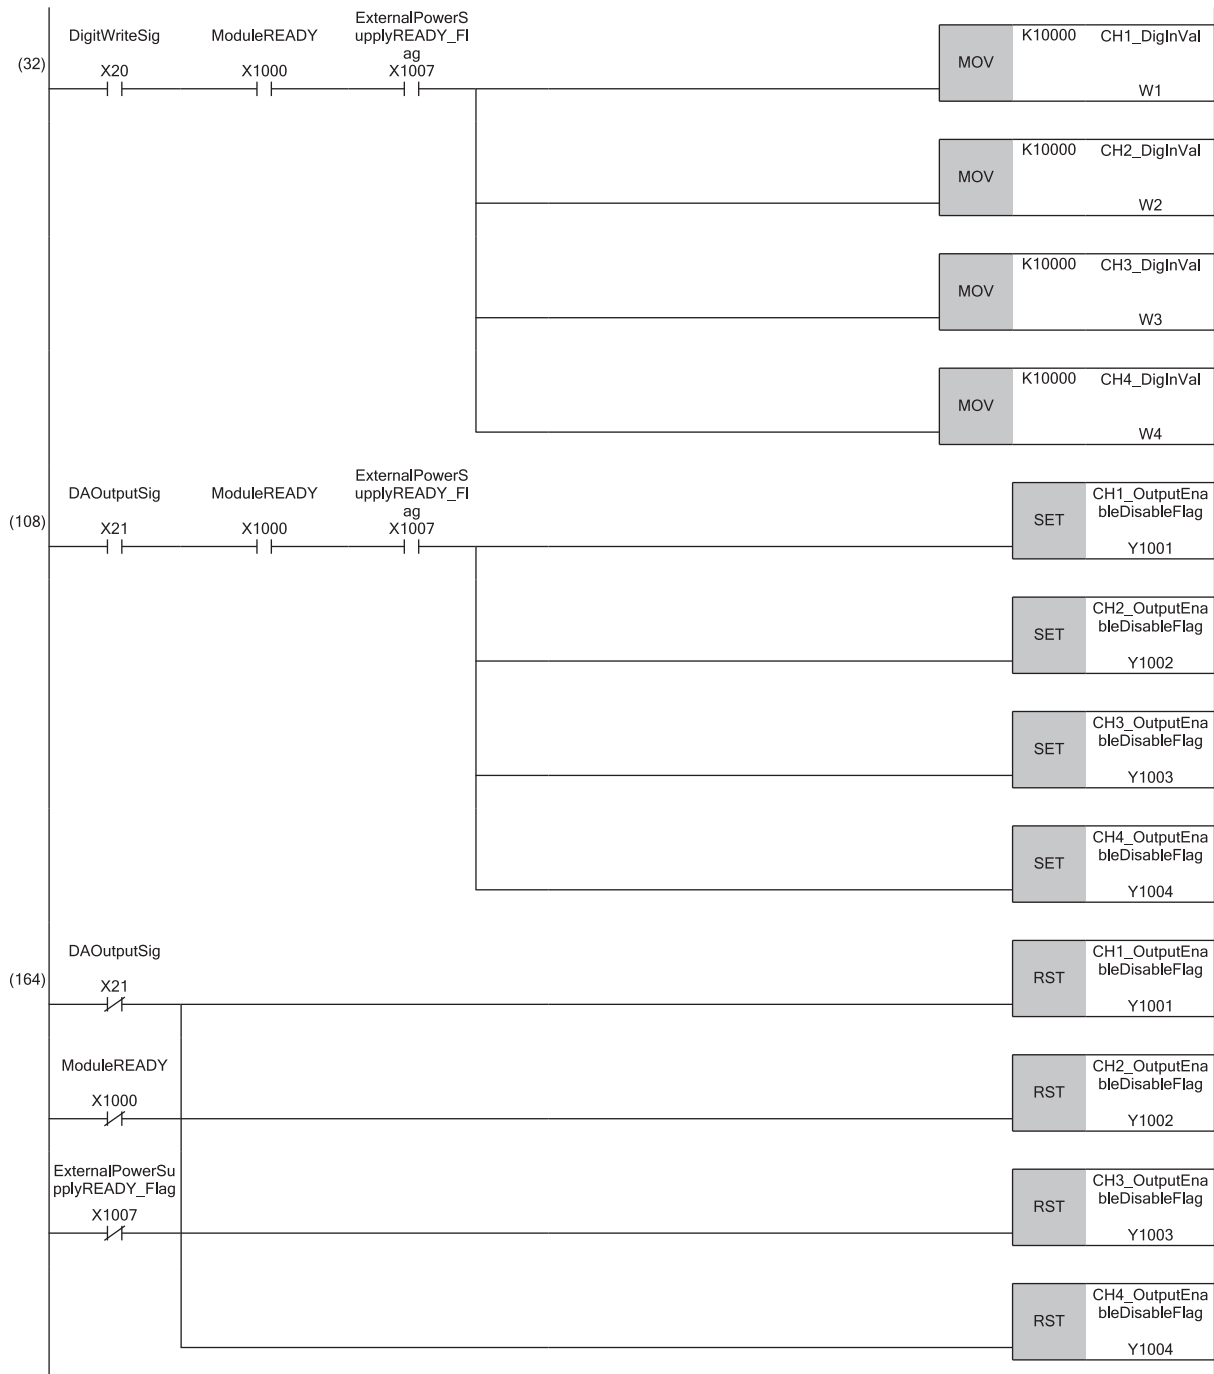 DigitWriteSig
ModuleREADY
ExternalPowerS
upplyREADY_Fl
ag
(32)
X20
X1000
X1007
MOV
K10000
CH1_DigInVal
W1
MOV
K10000
CH2_DigInVal
W2
MOV
K10000
CH3_DigInVal
W3
MOV
K10000
CH4_DigInVal
W4
DAOutputSig
ModuleREADY
ExternalPowerS
upplyREADY_Fl
ag
(108)
X21
X1000
X1007
SET
CH1_OutputEna
bleDisableFlag
Y1001
SET
CH2_OutputEna
bleDisableFlag
Y1002
SET
CH3_OutputEna
bleDisableFlag
Y1003
SET
CH4_OutputEna
bleDisableFlag
Y1004
DAOutputSig
(164)
X21
RST
CH1_OutputEna
bleDisableFlag
Y1001
ModuleREADY
X1000
RST
CH2_OutputEna
bleDisableFlag
Y1002
ExternalPowerSu
pplyREADY_Flag
X1007
RST
CH3_OutputEna
bleDisableFlag
Y1003
RST
CH4_OutputEna
bleDisableFlag
Y1004